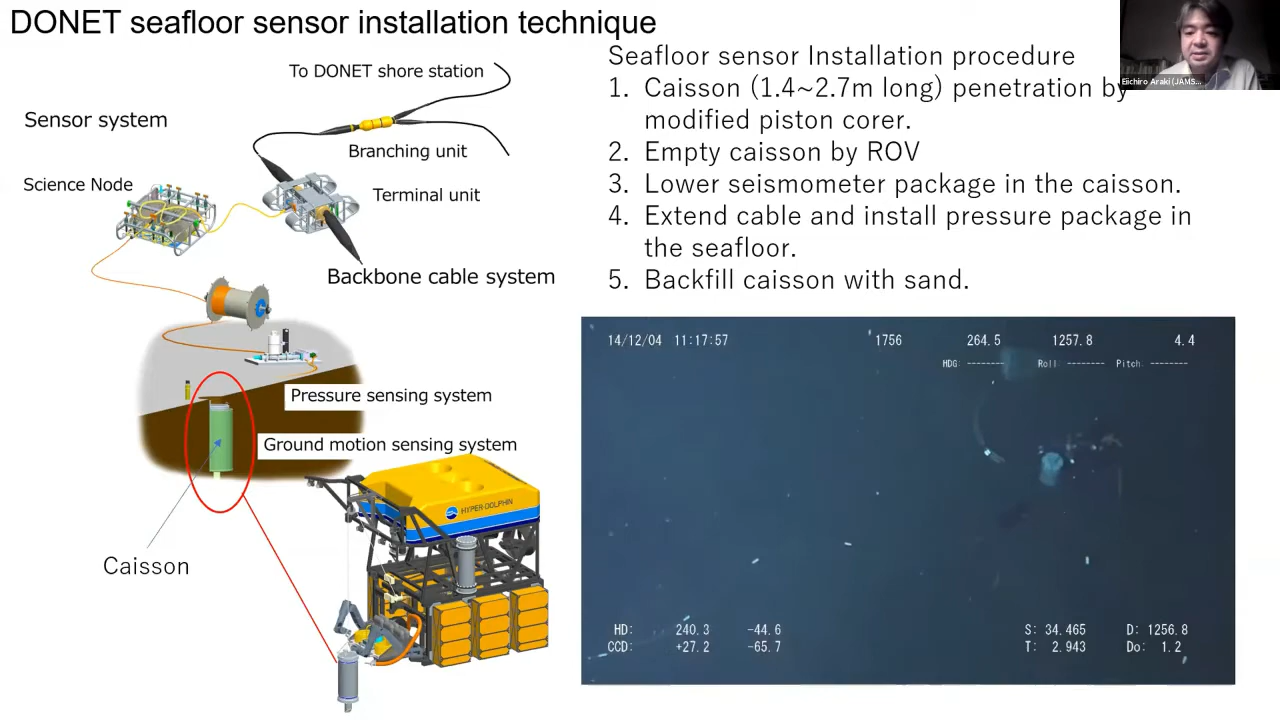 DONET seafloor sensor installation technique
To DONET shore station
Sensor system
Branching unit
Science Node
Terminal unit
Backbone cable system
Pressure sensing system
Ground motion sensing system
HYPER-DOLPHIN
Caisson
Seafloor sensor Installation procedure
1. Caisson (1.4~2.7m long) penetration by
modified piston corer.
2. Empty caisson by ROV
3. Lower seismometer package in the caisson.
4. Extend cable and install pressure package in
the seafloor.
5. Backfill caisson with sand.
Eiichiro Araki (JAMS...
14/12/04 11:17:57 1756 264.5 1257.8 4.4
HDG: -------- Roll: -------- Pitch: --------
HD: 240.3 -44.6 S: 34.465 D: 1256.8
CCD: +27.2 -65.7 T: 2.943 Do: 1.2